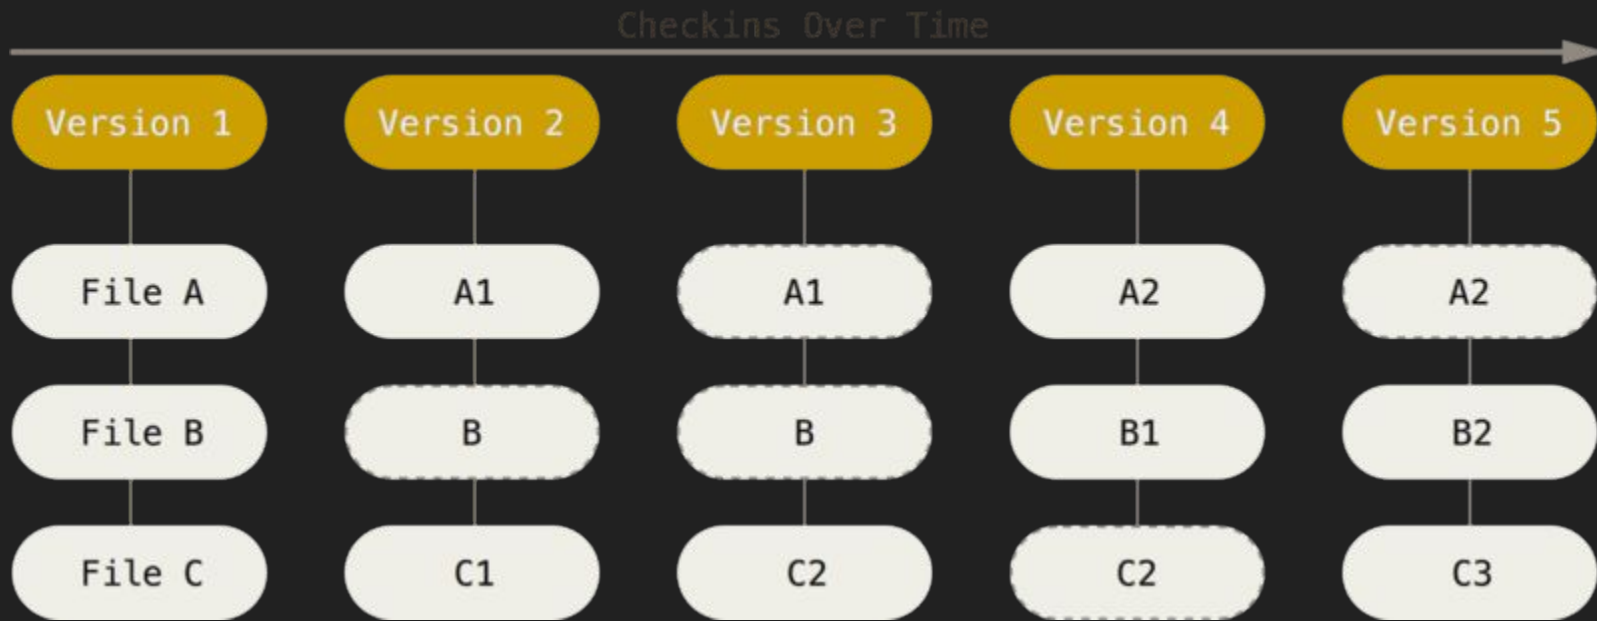 Checkins Over Time
Version 1 Version 2 Version 3 Version 4 Version 5
File A A1 A1 A2 A2
File B B B B1 B2
File C C1 C2 C2 C3